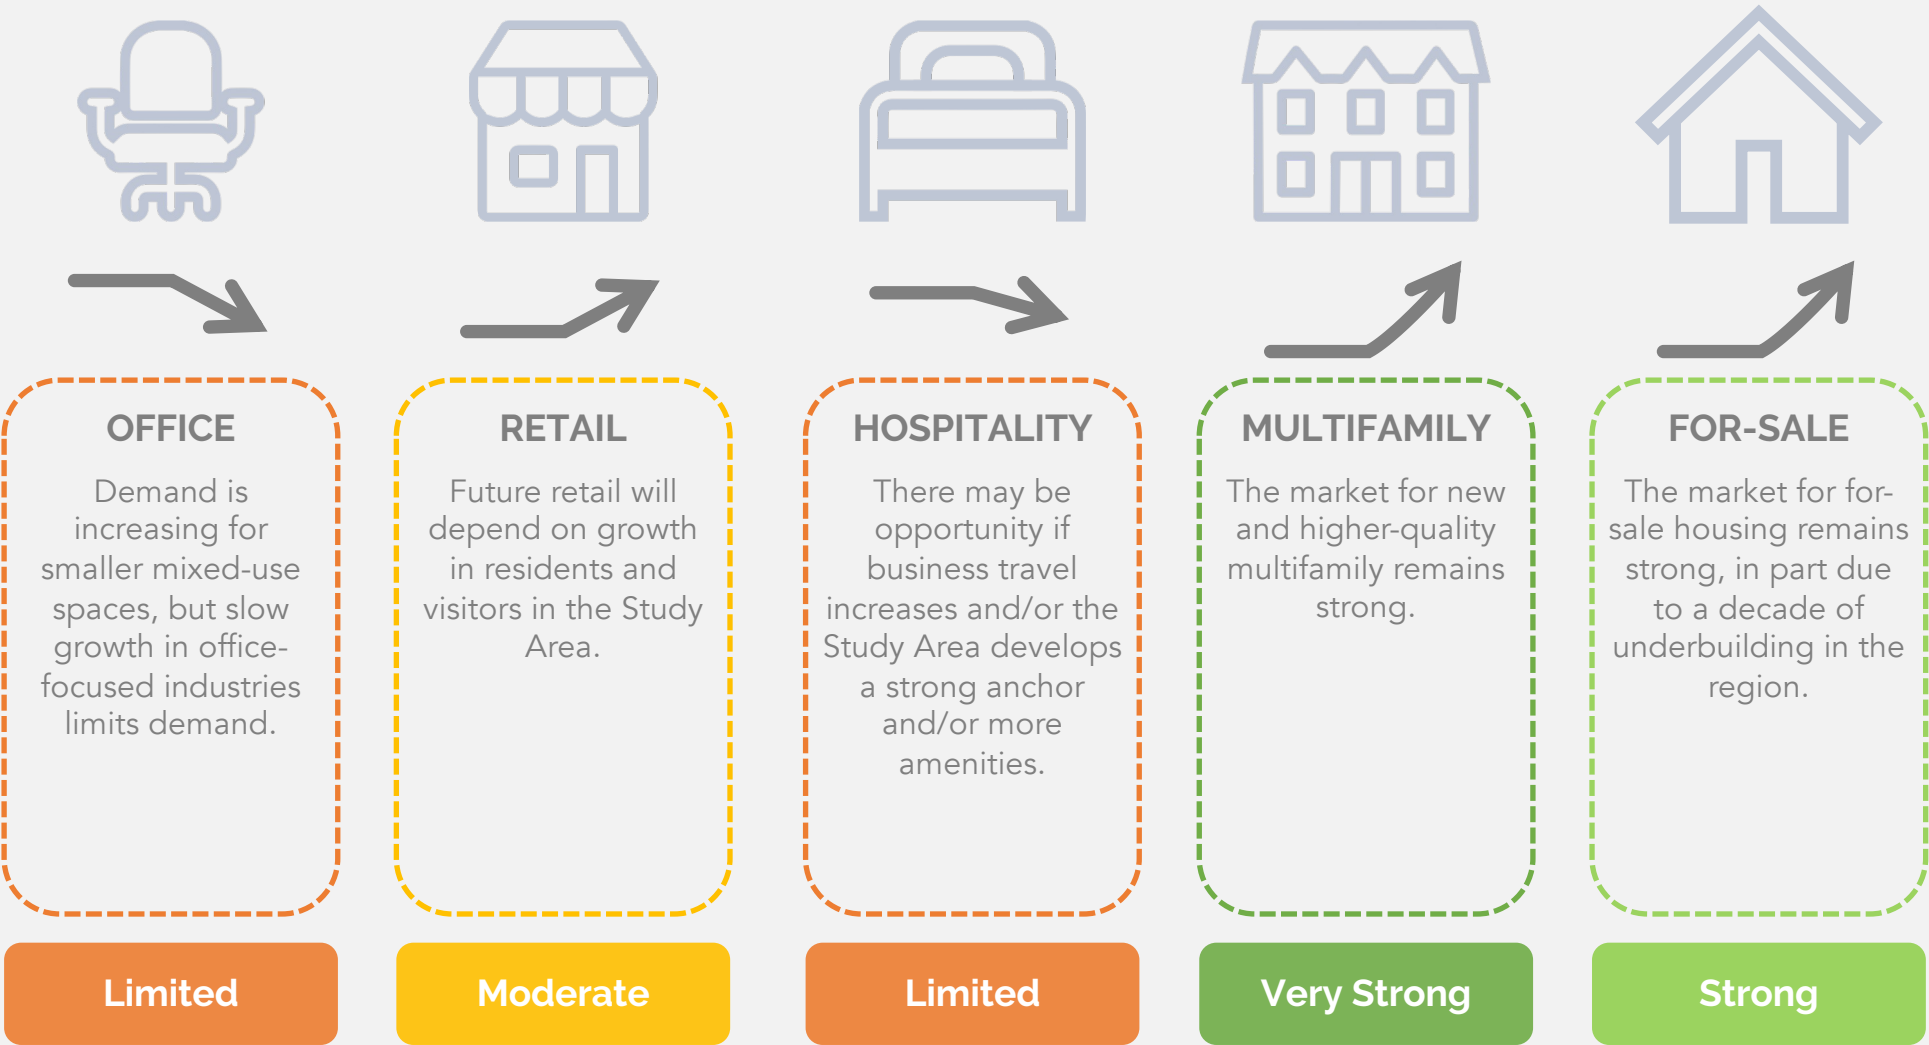 OFFICE
Demand is
increasing for
smaller mixed-use
spaces, but slow
growth in office-
focused industries
limits demand.
Limited
RETAIL
Future retail will
depend on growth
in residents and
visitors in the Study
Area.
Moderate
HOSPITALITY
There may be
opportunity if
business travel
increases and/or the
Study Area develops
a strong anchor
and/or more
amenities.
Limited
MULTIFAMILY
The market for new
and higher-quality
multifamily remains
strong.
Very Strong
FOR-SALE
The market for for-
sale housing remains
strong, in part due
to a decade of
underbuilding in the
region.
Strong